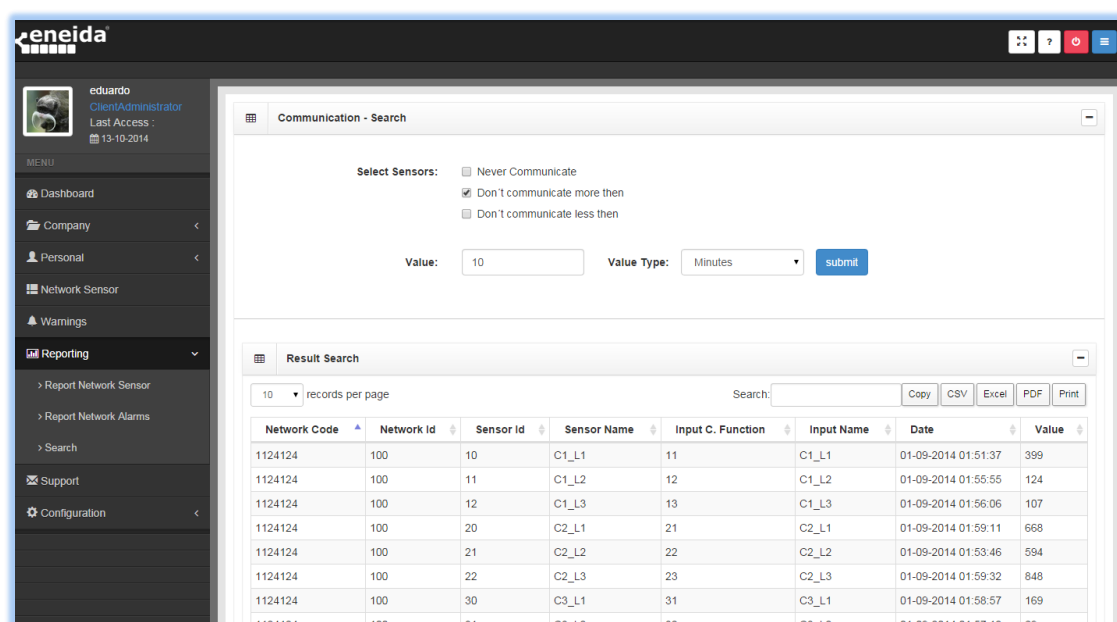 eneida
eduardo
ClientAdministrator
Last Access :
13-10-2014
MENU
Dashboard
Company
Personal
Network Sensor
Warnings
Reporting
> Report Network Sensor
> Report Network Alarms
> Search
Support
Configuration
?
Communication - Search
Select Sensors:
Never Communicate
Don´t communicate more then
Don´t communicate less then
Value: 10 Value Type: Minutes submit
Result Search
10 records per page Search: Copy CSV Excel PDF Print
Network Code Network Id Sensor Id Sensor Name Input C. Function Input Name Date Value
1124124 100 10 C1_L1 11 C1_L1 01-09-2014 01:51:37 399
1124124 100 11 C1_L2 12 C1_L2 01-09-2014 01:55:55 124
1124124 100 12 C1_L3 13 C1_L3 01-09-2014 01:56:06 107
1124124 100 20 C2_L1 21 C2_L1 01-09-2014 01:59:11 668
1124124 100 21 C2_L2 22 C2_L2 01-09-2014 01:53:46 594
1124124 100 22 C2_L3 23 C2_L3 01-09-2014 01:59:32 848
1124124 100 30 C3_L1 31 C3_L1 01-09-2014 01:58:57 169